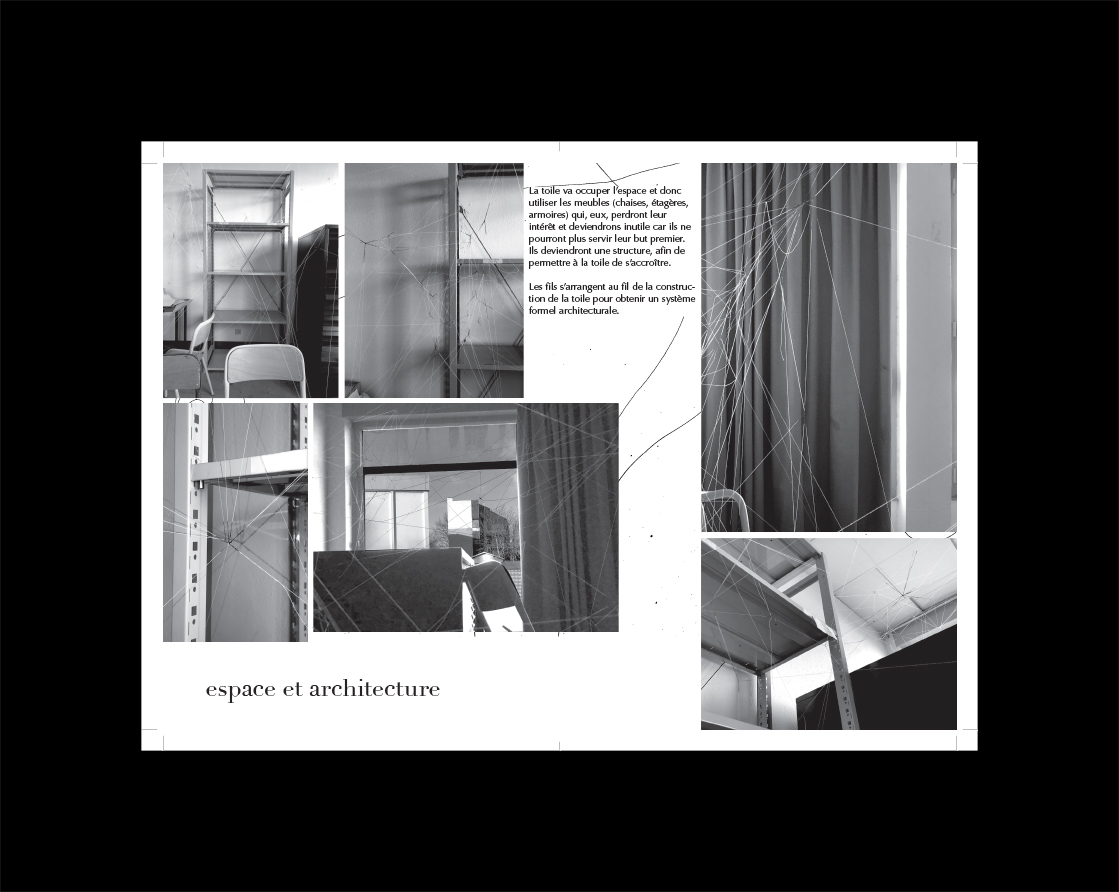 La toile va occuper l'espace et donc
utiliser les meubles (chaises, étagères,
armoires) qui, eux, perdront leur
intérêt et deviendrons inutile car ils ne
pourront plus servir leur but premier.
Ils deviendront une structure, afin de
permettre à la toile de s'accroître.

Les fils s'arrangent au fil de la construc-
tion de la toile pour obtenir un système
formel architecturale.

espace et architecture